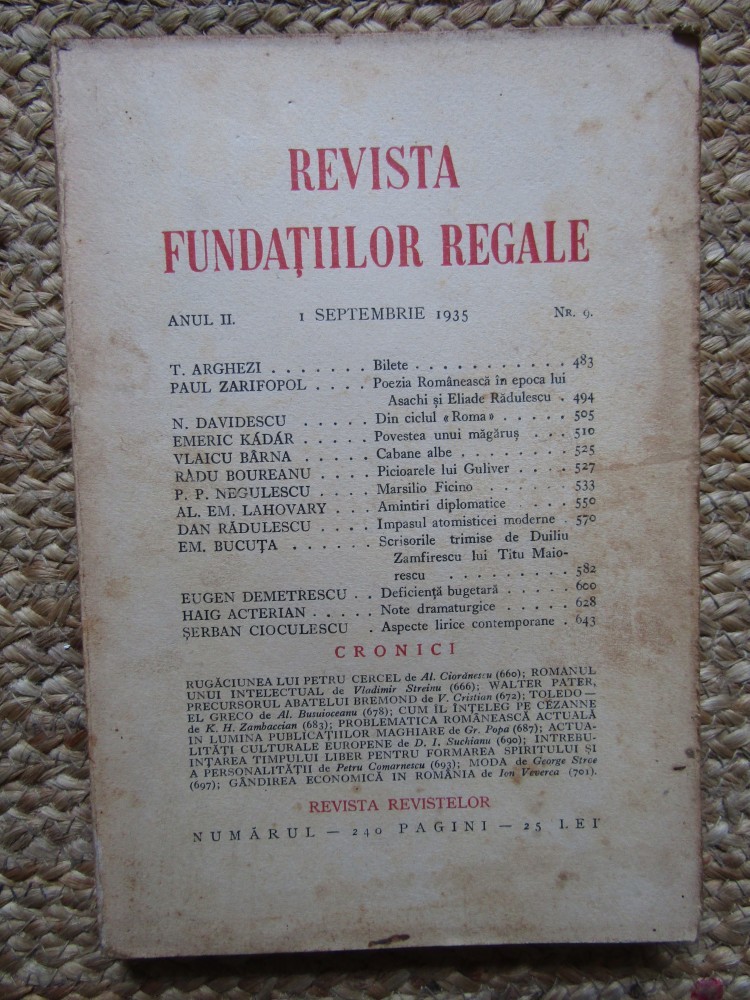 REVISTA
FUNDAȚIILOR REGALE
ANUL II. 1 SEPTEMBRIE 1935 NR. 9.
T. ARGHEZI . . . . . . . Bilete . . . . . . . . . . . 483
PAUL ZARIFOPOL . . . . Poezia Românească în epoca lui
Asachi și Eliade Rădulescu . 494
N. DAVIDESCU . . . . . Din ciclul «Roma» . . . . . 505
EMERIC KÁDÁR . . . . . Povestea unui măgăruș . . . 510
VLAICU BÂRNA . . . . . Cabane albe . . . . . . . . 525
RADU BOUREANU . . . . Picioarele lui Guliver . . . . 527
P. P. NEGULESCU . . . . Marsilio Ficino . . . . . . . 533
AL. EM. LAHOVARY . . . Amintiri diplomatice . . . . 550
DAN RĂDULESCU . . . . Impasul atomisticei moderne . 570
EM. BUCUȚA . . . . . . Scrisorile trimise de Duiliu
Zamfirescu lui Titu Maio-
rescu . . . . . . . . . 582
EUGEN DEMETRESCU . . Deficiență bugetară . . . . . 600
HAIG ACTERIAN . . . . . Note dramaturgice . . . . . 628
ȘERBAN CIOCULESCU . Aspecte lirice contemporane . 643
CRONICI
RUGĂCIUNEA LUI PETRU CERCEL de Al. Ciorănescu (660); ROMANUL
UNUI INTELECTUAL de Vladimir Streinu (666); WALTER PATER,
PRECURSORUL ABATELUI BREMOND de V. Cristian (672); TOLEDO —
EL GRECO de Al. Busuioceanu (678); CUM ÎL ÎNȚELEG PE CÉZANNE
de K. H. Zambaccian (683); PROBLEMATICA ROMÂNEASCĂ ACTUALĂ
IN LUMINA PUBLICAȚIILOR MAGHIARE de Gr. Popa (687); ACTUA-
LITĂȚI CULTURALE EUROPENE de D. I. Suchianu (690); INTREBU-
INȚAREA TIMPULUI LIBER PENTRU FORMAREA SPIRITULUI ȘI
A PERSONALITĂȚII de Petru Comarnescu (693); MODA de George Stroe
(697); GÂNDIREA ECONOMICĂ IN ROMÂNIA de Ion Veverca (701).
REVISTA REVISTELOR
NUMĂRUL — 240 PAGINI — 25 LEI